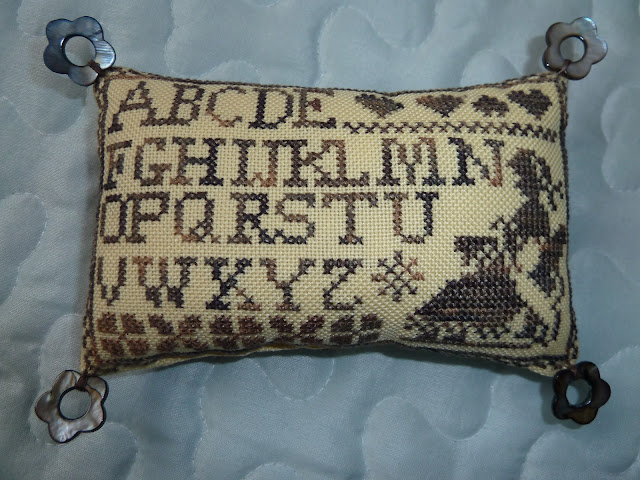 ABCDE
FGHIJKLMN
OPQRSTU
VWXYZ